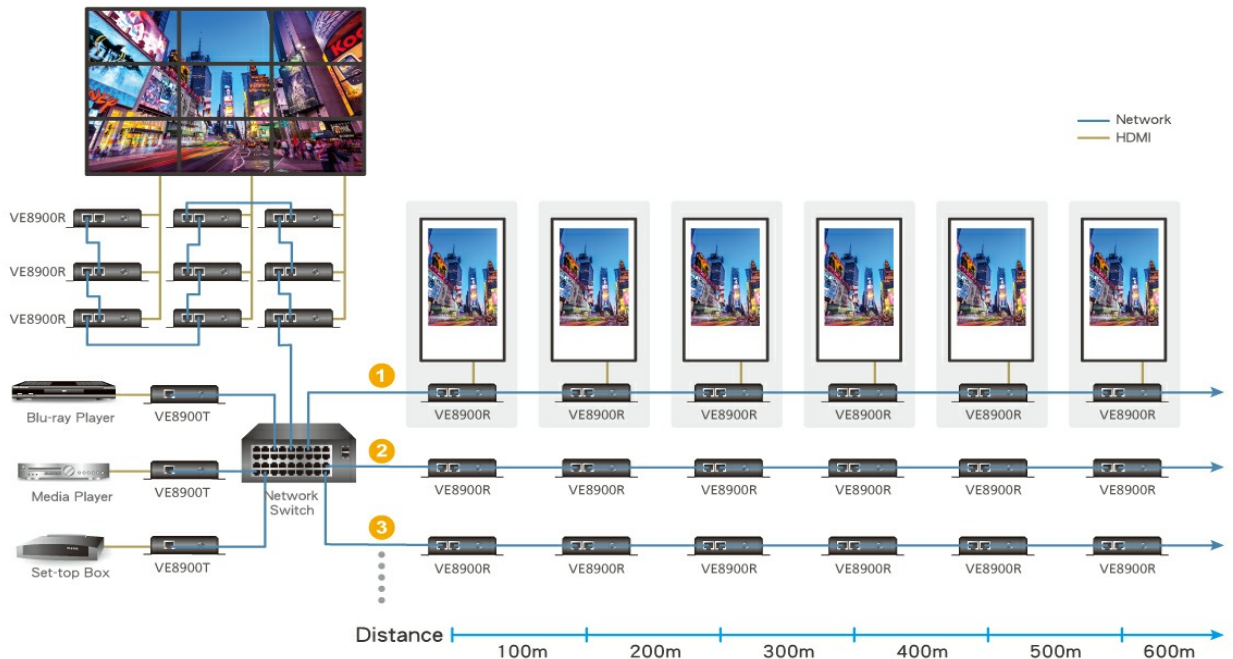 Network
HDMI
VE8900R
VE8900R
VE8900R
Blu-ray Player
VE8900T
Media Player
VE8900T
Set-top Box
VE8900T
Network
Switch
1
VE8900R VE8900R VE8900R VE8900R VE8900R VE8900R
2
VE8900R VE8900R VE8900R VE8900R VE8900R VE8900R
3
VE8900R VE8900R VE8900R VE8900R VE8900R VE8900R
Distance
100m 200m 300m 400m 500m 600m